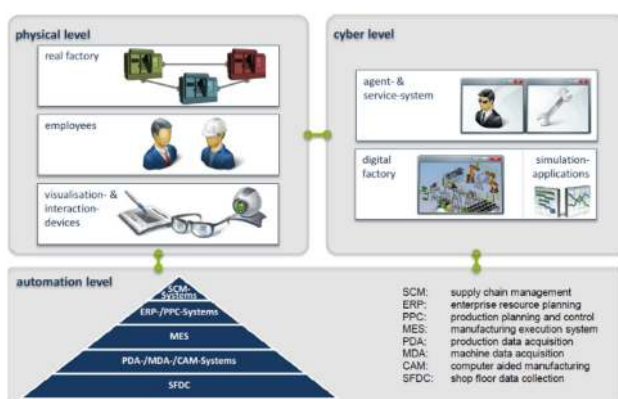 physical level
real factory
employees
visualisation- &
interaction-
devices
cyber level
agent- &
service-system
digital
factory
simulation-
applications
automation level
SCM-
Systems
ERP-/PPC-Systems
MES
PDA-/MDA-/CAM-Systems
SFDC
SCM: supply chain management
ERP: enterprise resource planning
PPC: production planning and control
MES: manufacturing execution system
PDA: production data acquisition
MDA: machine data acquisition
CAM: computer aided manufacturing
SFDC: shop floor data collection